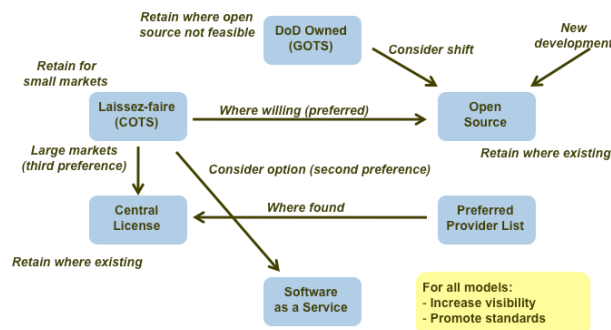 Retain where open
source not feasible
DoD Owned
(GOTS)
New
development
Consider shift
Retain for
small markets
Laissez-faire
(COTS)
Where willing (preferred)
Open
Source
Large markets
(third preference)
Consider option (second preference)
Retain where existing
Central
License
Where found
Preferred
Provider List
Retain where existing
Software
as a Service
For all models:
- Increase visibility
- Promote standards